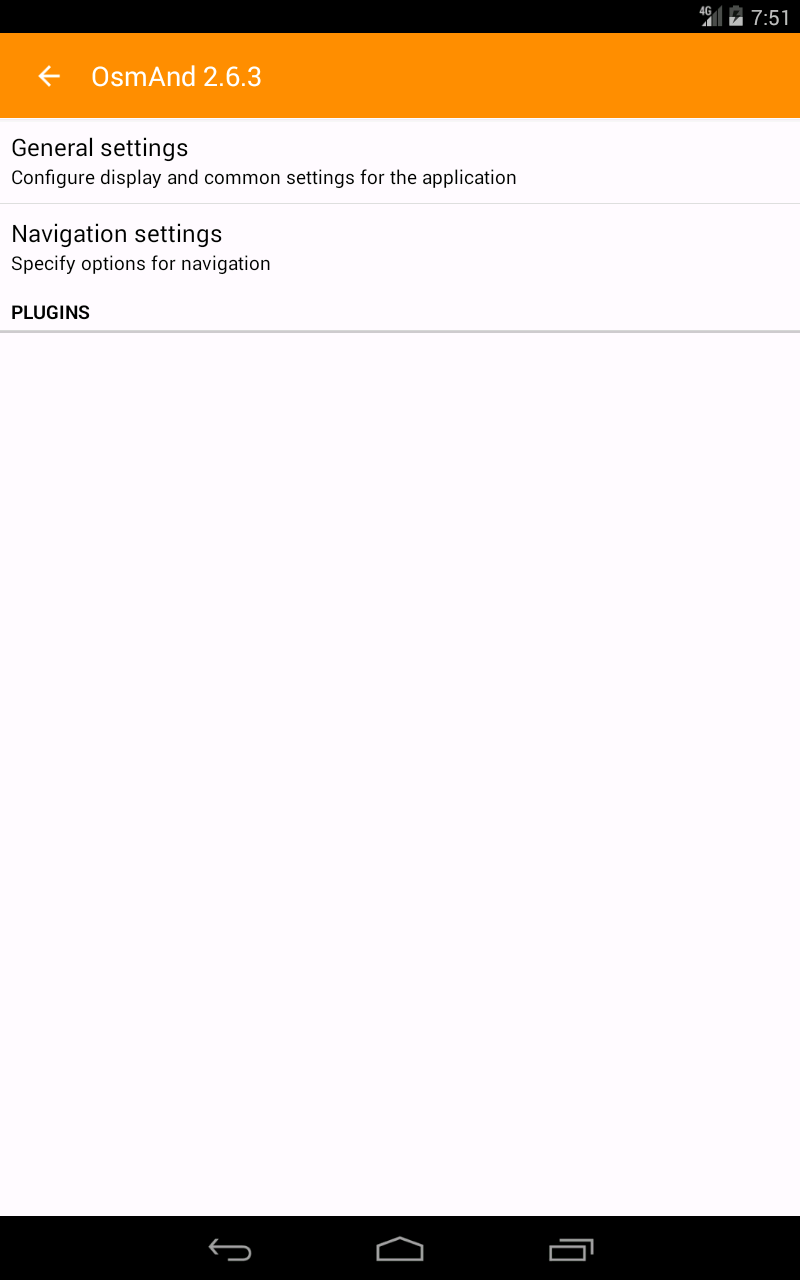 4G 7:51
OsmAnd 2.6.3
General settings
Configure display and common settings for the application
Navigation settings
Specify options for navigation
PLUGINS